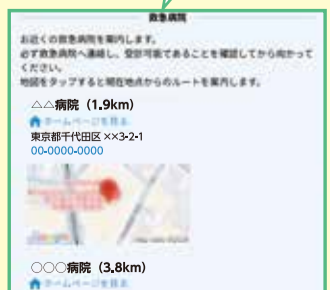 救急病院
お近くの救急病院を案内します。
必ず救急病院へ連絡し、受診可能であることを確認してから向かって
ください。
地図をタップすると現在地点からのルートを案内します。
△△病院（1.9km）
ホームページを見る
東京都千代田区××3-2-1
00-0000-0000
○○○病院（3.8km）
ホームページを見る